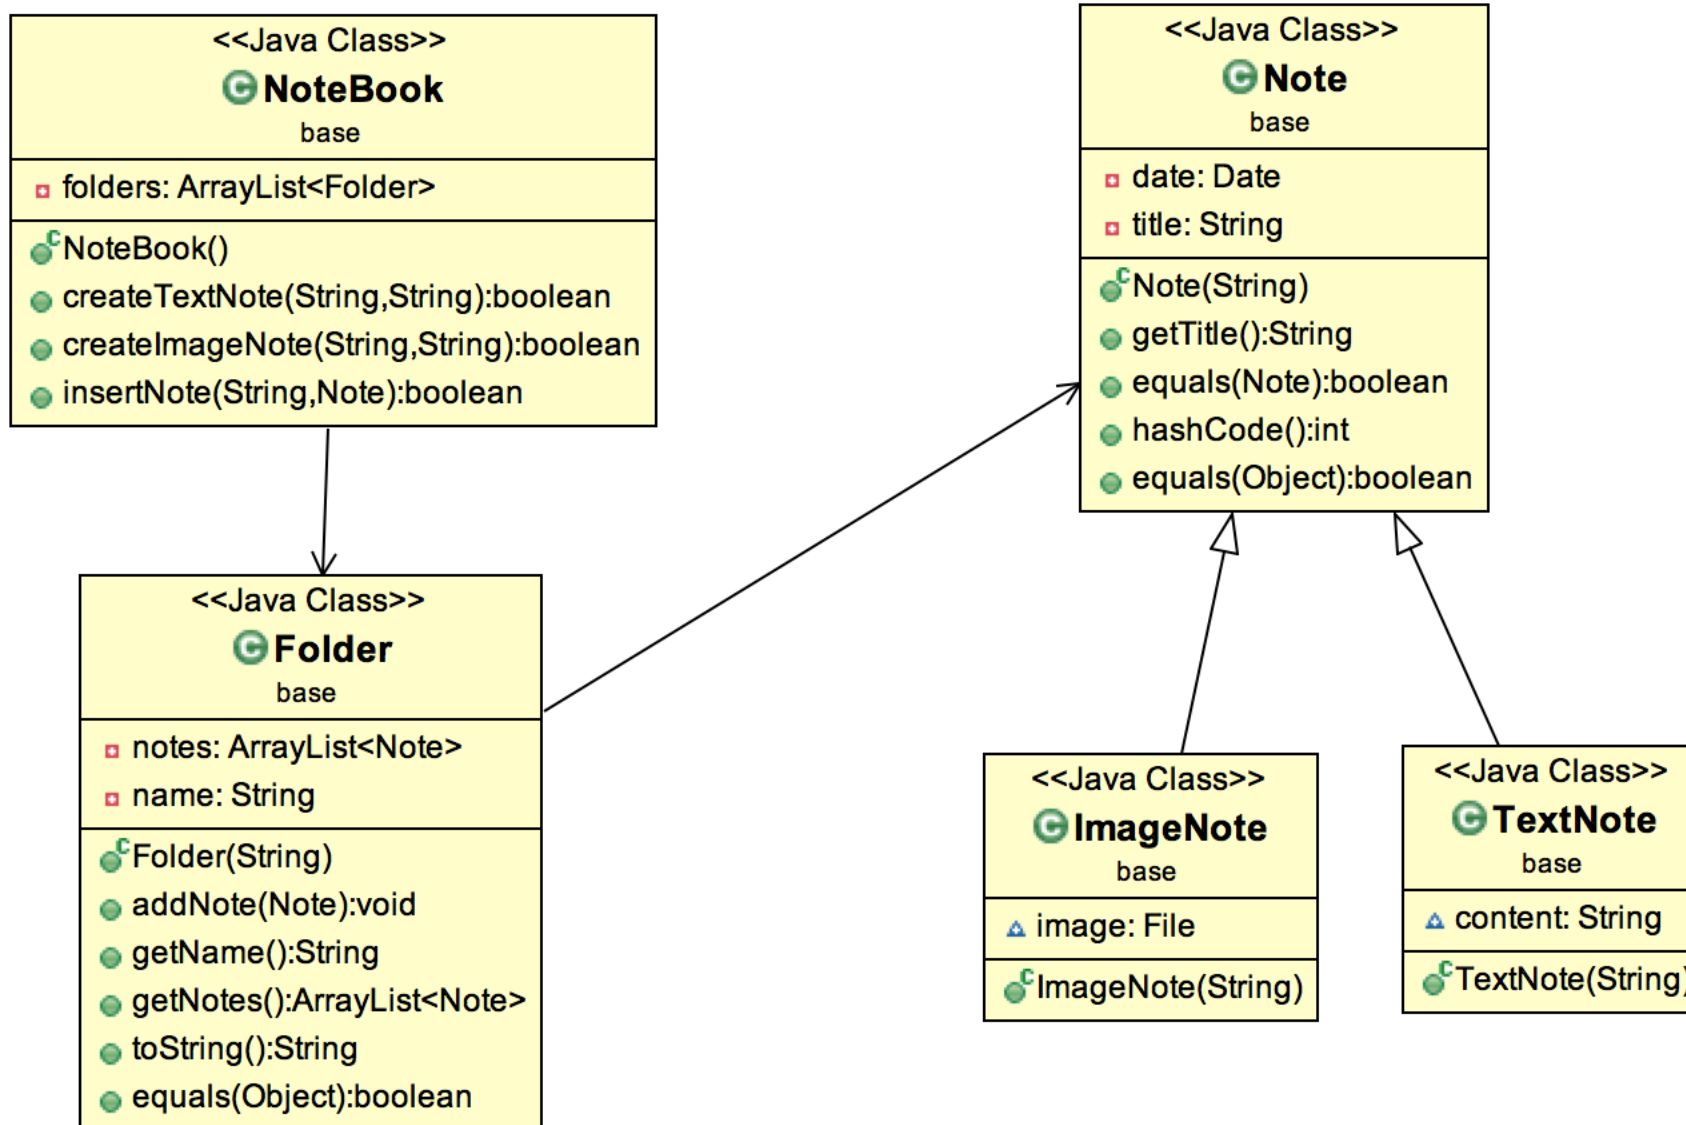 <<Java Class>>
NoteBook
base
folders: ArrayList<Folder>
NoteBook()
createTextNote(String,String):boolean
createImageNote(String,String):boolean
insertNote(String,Note):boolean
<<Java Class>>
Note
base
date: Date
title: String
Note(String)
getTitle():String
equals(Note):boolean
hashCode():int
equals(Object):boolean
<<Java Class>>
Folder
base
notes: ArrayList<Note>
name: String
Folder(String)
addNote(Note):void
getName():String
getNotes():ArrayList<Note>
toString():String
equals(Object):boolean
<<Java Class>>
ImageNote
base
image: File
ImageNote(String)
<<Java Class>>
TextNote
base
content: String
TextNote(String)